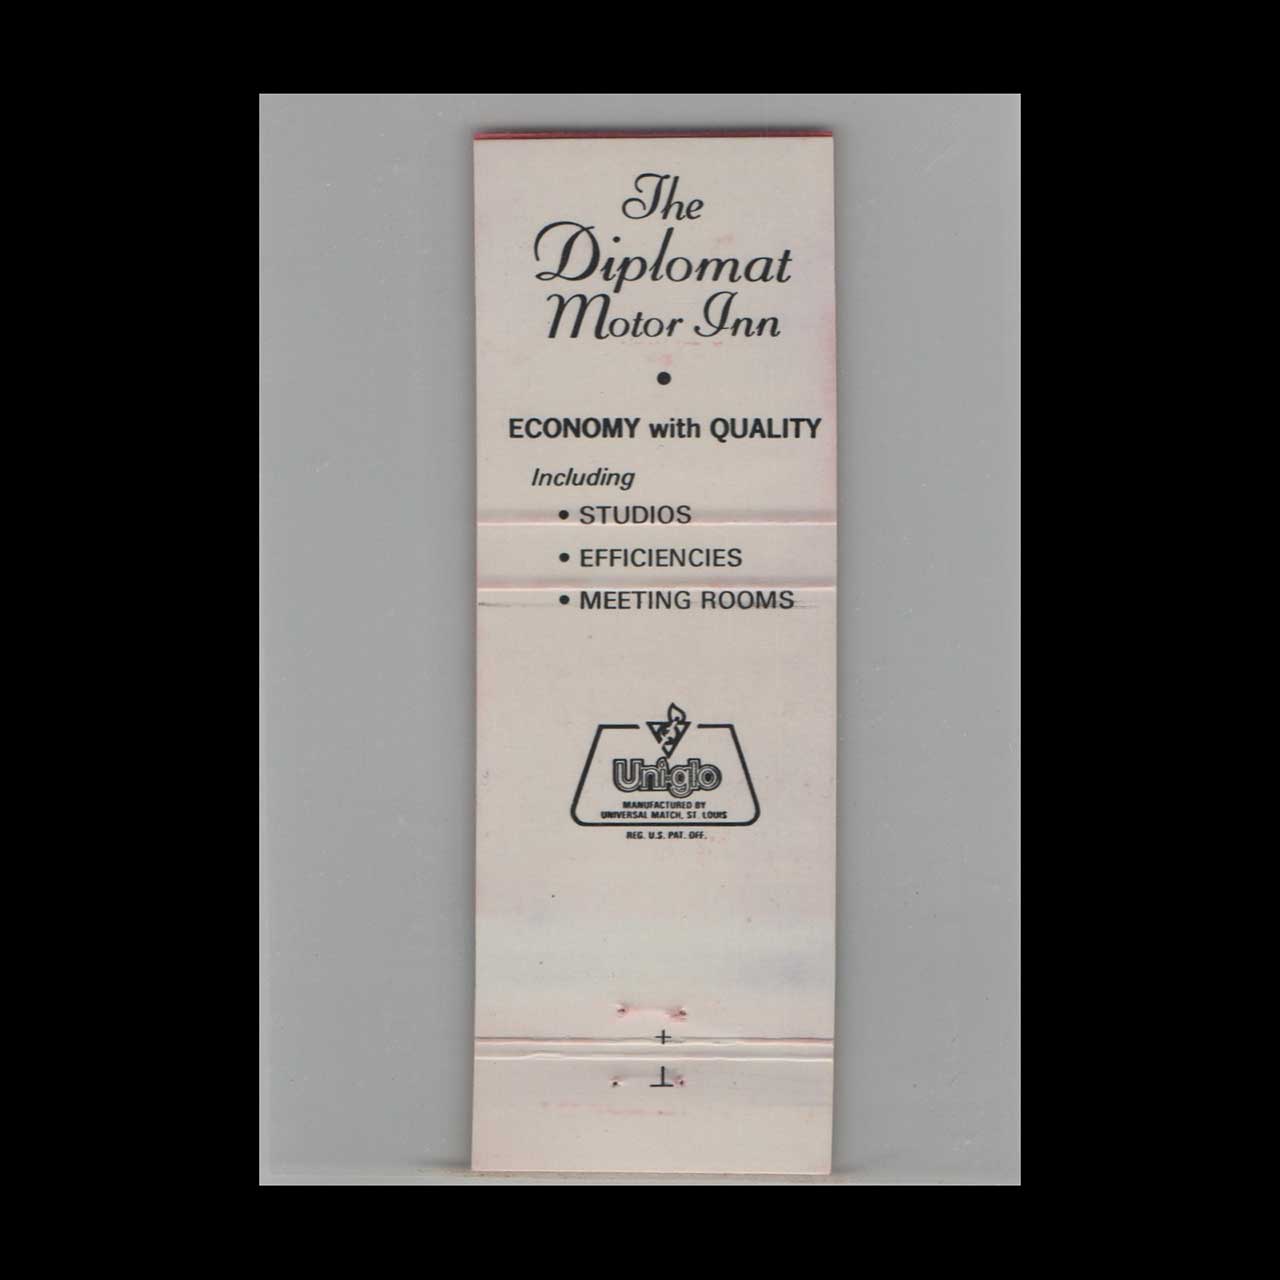 The
Diplomat
Motor Inn
•
ECONOMY with QUALITY
Including
• STUDIOS
• EFFICIENCIES
• MEETING ROOMS
Uni-glo
MANUFACTURED BY
UNIVERSAL MATCH, ST. LOUIS
REG. U.S. PAT. OFF.